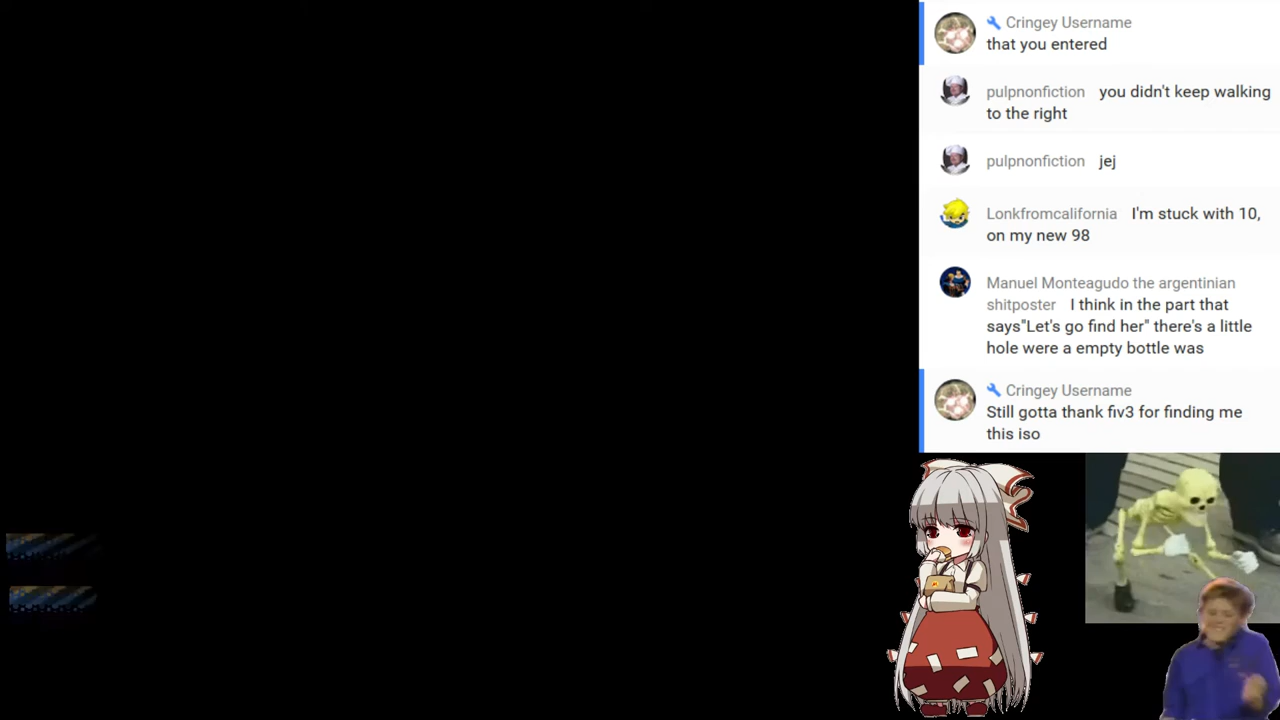 Cringey Username
that you entered
pulpnonfiction you didn't keep walking
to the right
pulpnonfiction jej
Lonkfromcalifornia I'm stuck with 10,
on my new 98
Manuel Monteagudo the argentinian
shitposter I think in the part that
says"Let's go find her" there's a little
hole were a empty bottle was
Cringey Username
Still gotta thank fiv3 for finding me
this iso